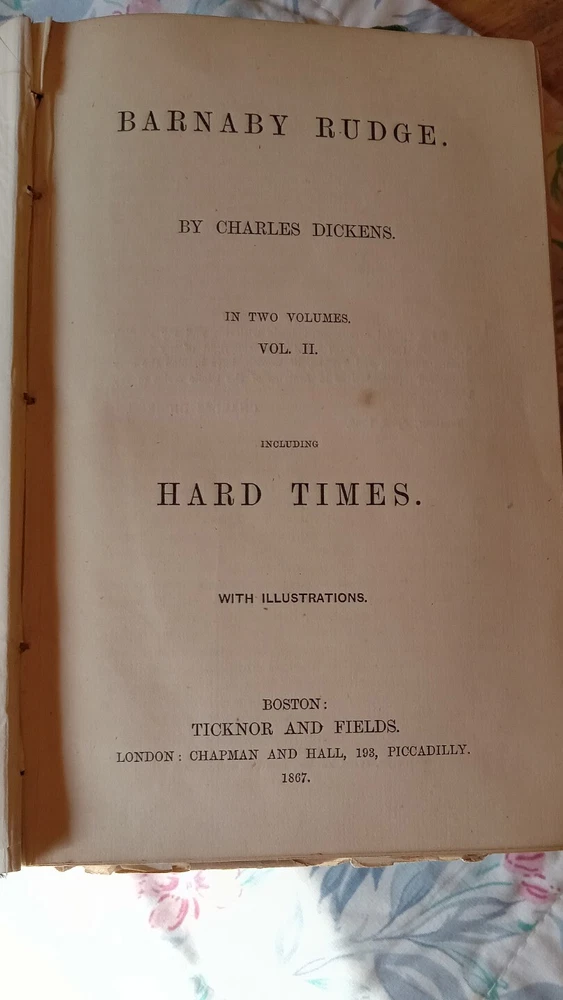 BARNABY RUDGE.
BY CHARLES DICKENS.
IN TWO VOLUMES.
VOL. II.
INCLUDING
HARD TIMES.
WITH ILLUSTRATIONS.
BOSTON:
TICKNOR AND FIELDS.
LONDON: CHAPMAN AND HALL, 193, PICCADILLY.
1867.